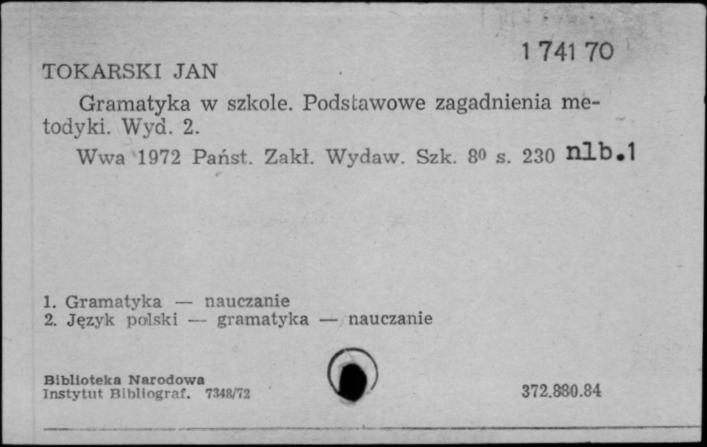 1 741 70
TOKARSKI JAN
Gramatyka w szkole. Podstawowe zagadnienia me-
todyki. Wyd. 2.
Wwa 1972 Państ. Zakł. Wydaw. Szk. 8⁰ s. 230 nlb.1
1. Gramatyka — nauczanie
2. Język polski — gramatyka — nauczanie
Biblioteka Narodowa
Instytut Bibliograf. 7348/72
372.880.84